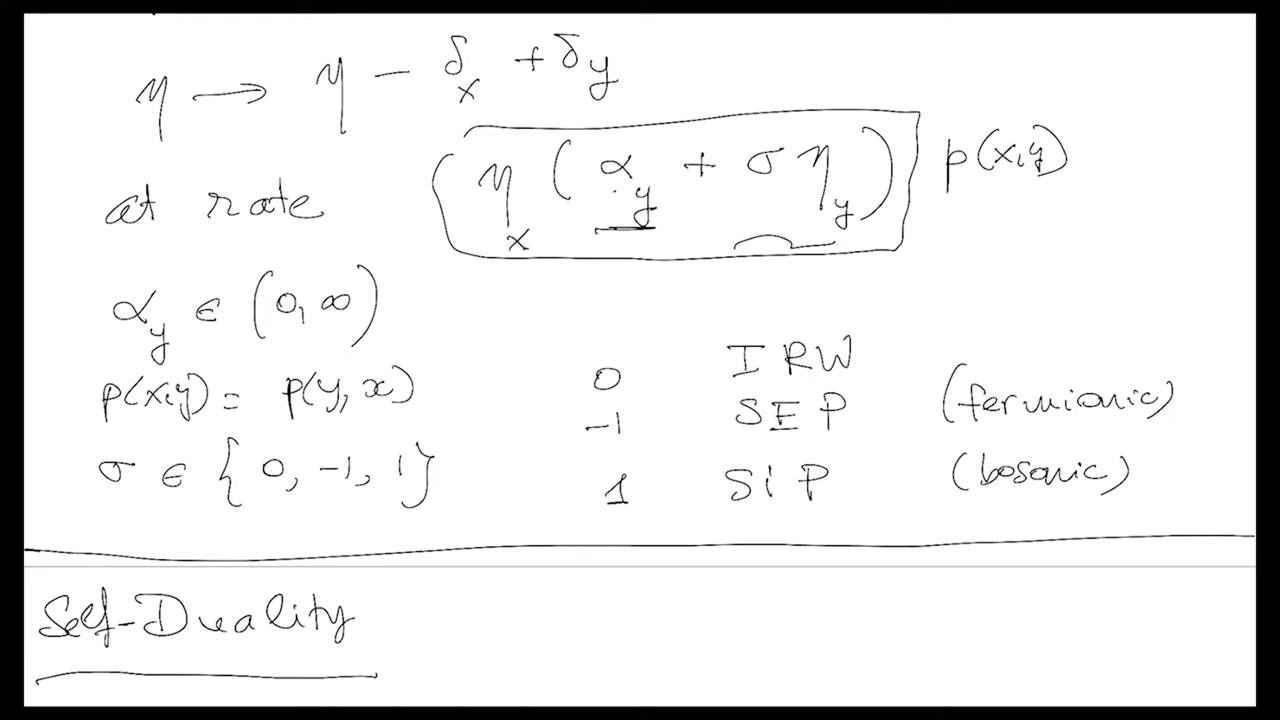 η → η − δ_x + δ_y
at rate ( η_x ( α_y + σ η_y ) ) p(x,y)
α_y ∈ (0, ∞)
p(x,y) = p(y,x)
σ ∈ { 0, −1, 1 }
0 IRW
−1 SEP (fermionic)
1 SiP (bosonic)
Self-Duality